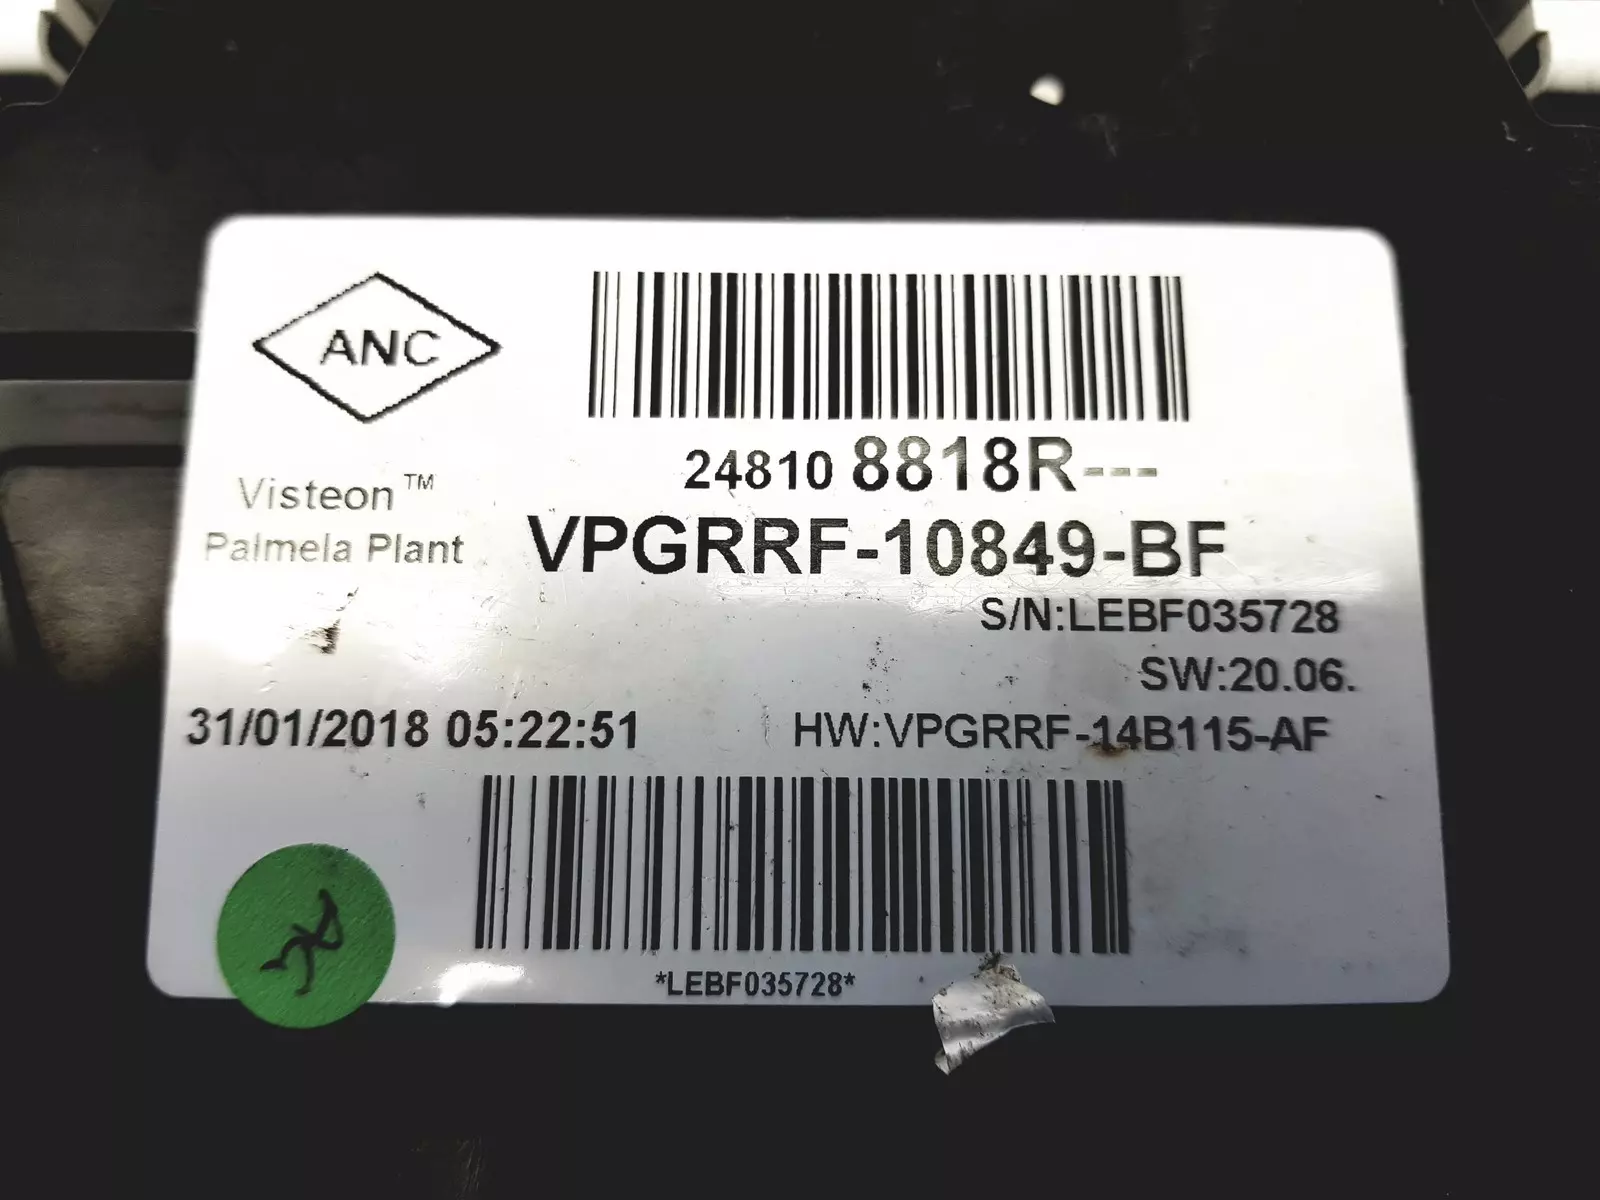 ANC
24810 8818R---
Visteon™
Palmela Plant
VPGRRF-10849-BF
S/N:LEBF035728
SW:20.06.
31/01/2018 05:22:51
HW:VPGRRF-14B115-AF
*LEBF035728*